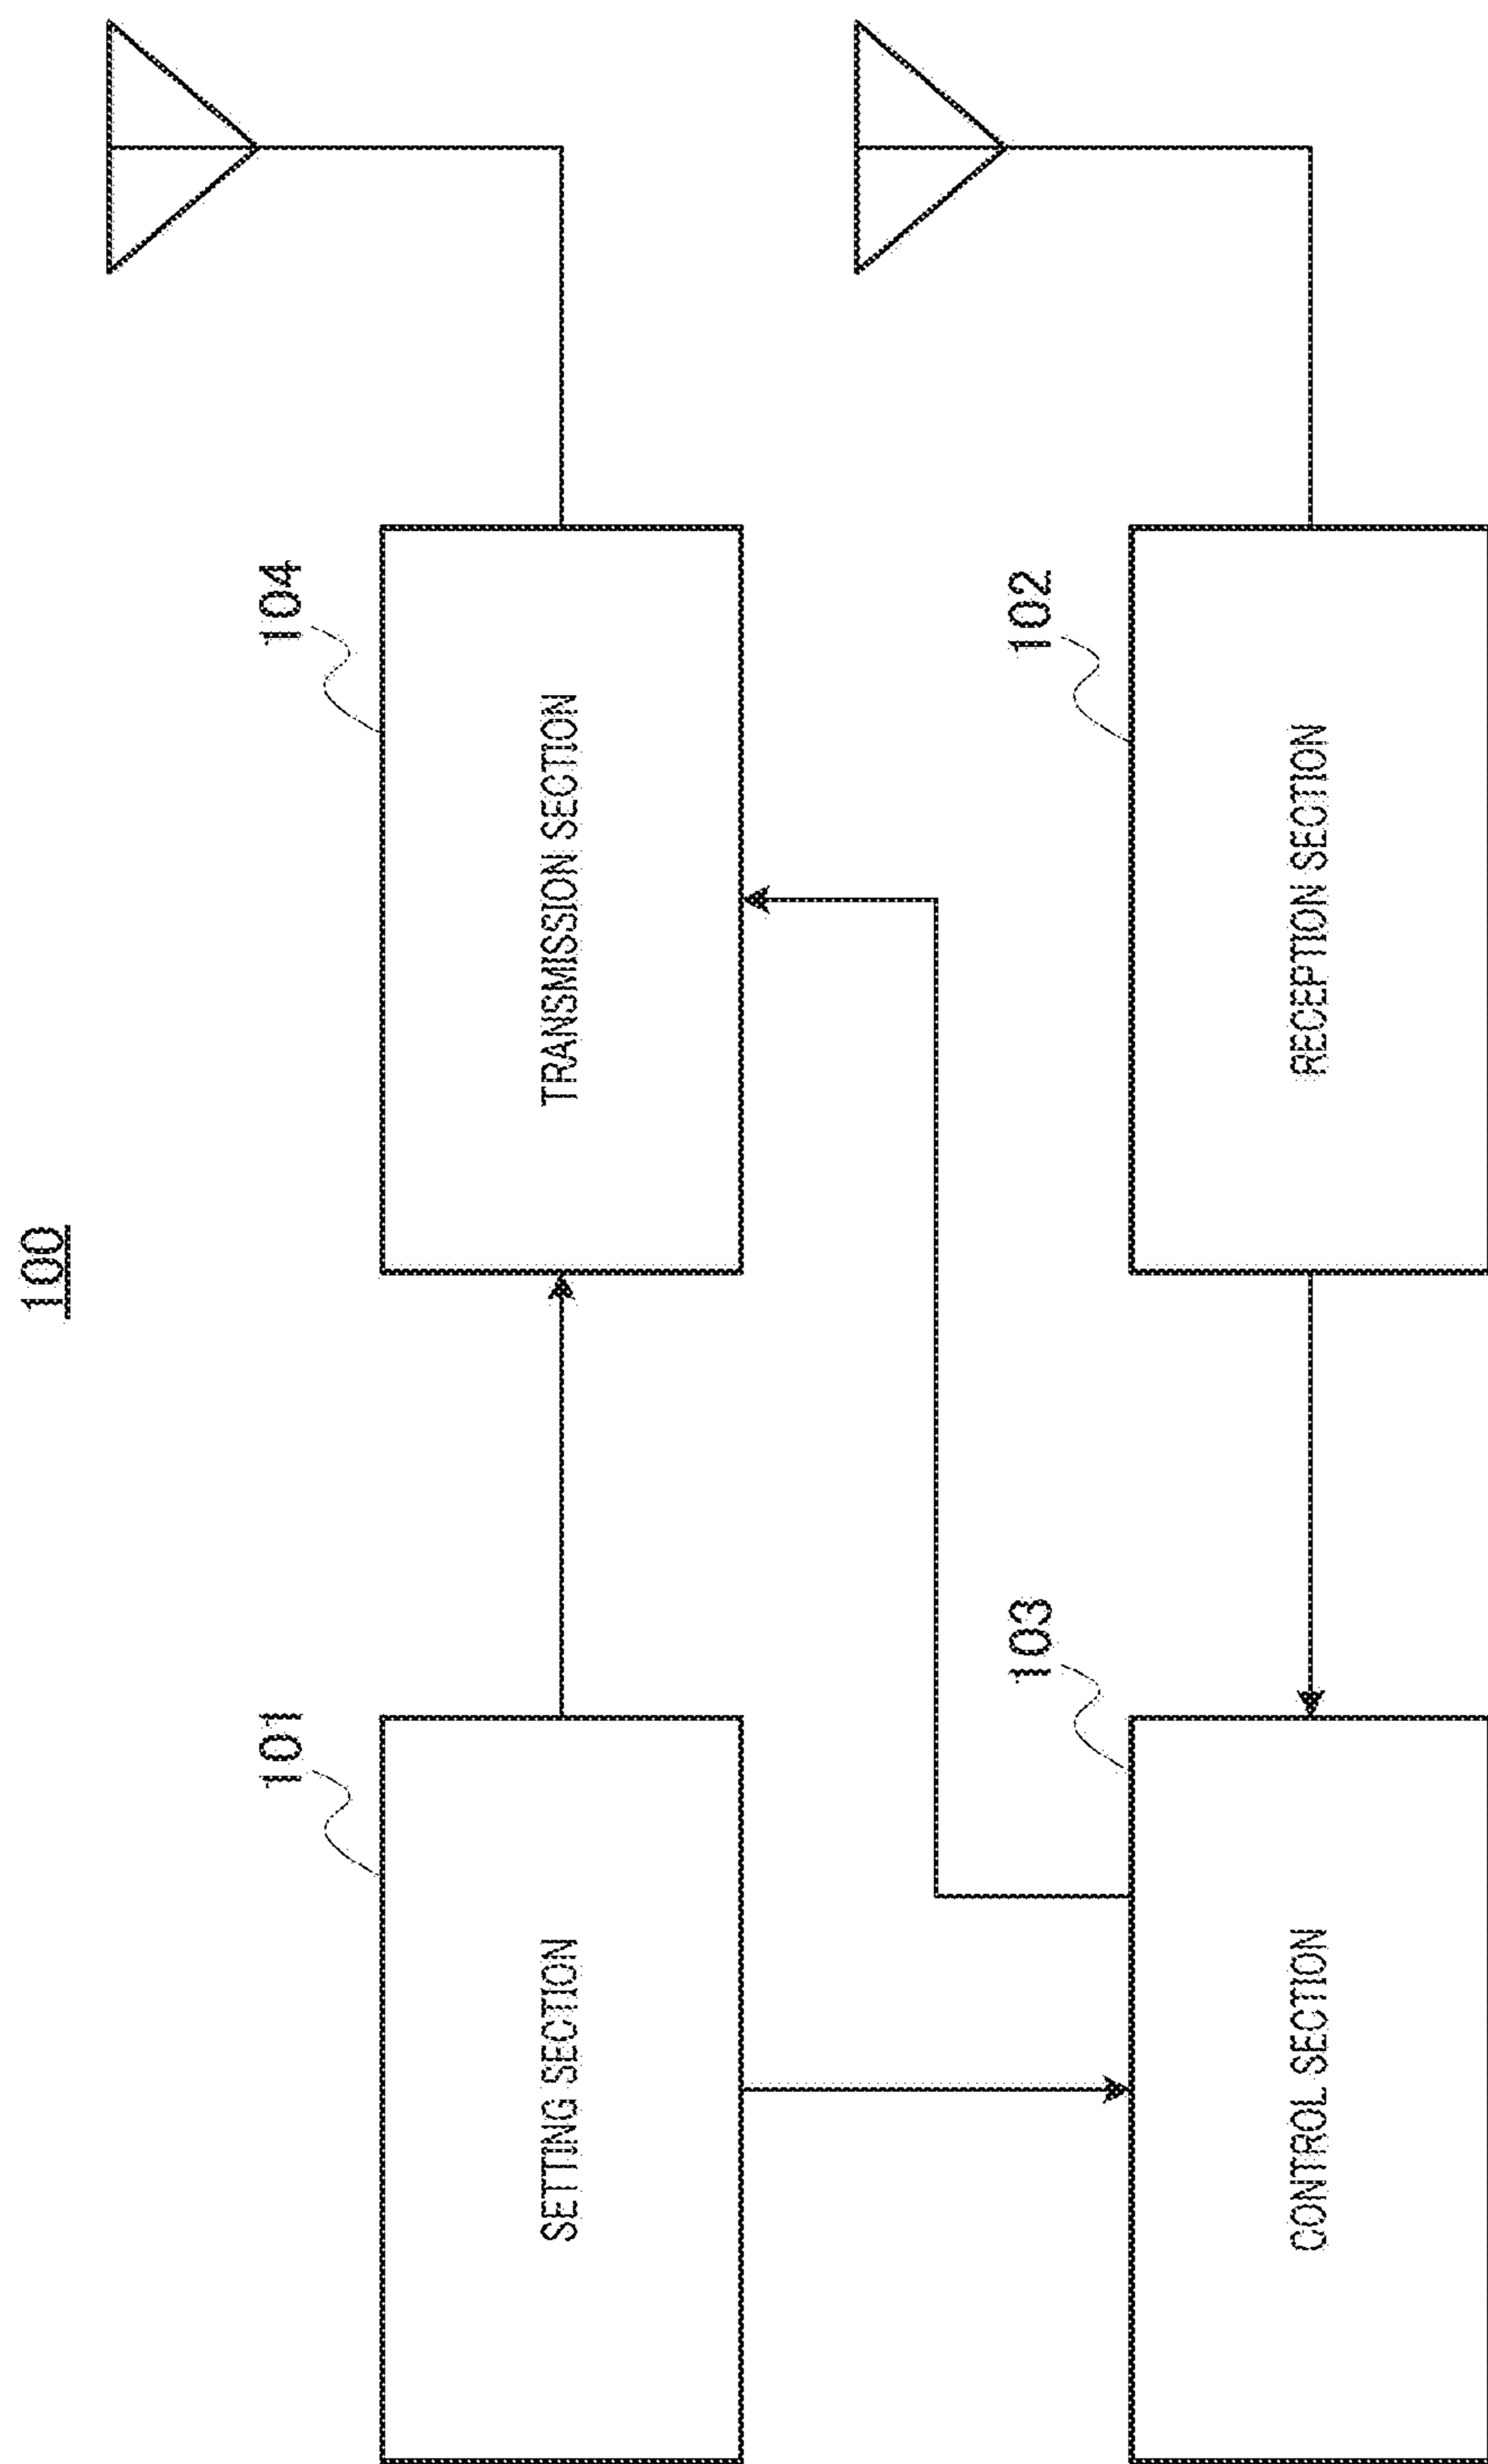 100
101
SETTING SECTION
104
TRANSMISSION SECTION
103
CONTROL SECTION
102
RECEPTION SECTION